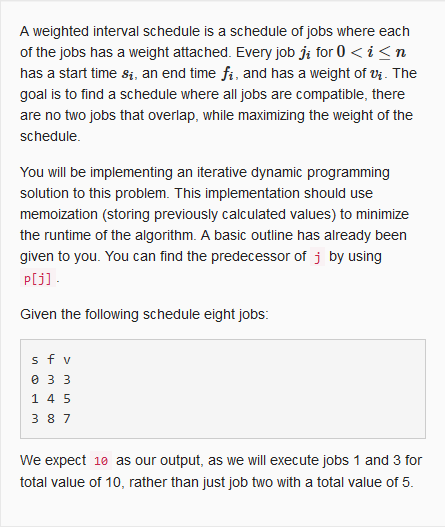 A weighted interval schedule is a schedule of jobs where each
of the jobs has a weight attached. Every job jᵢ for 0 < i ≤ n
has a start time sᵢ, an end time fᵢ, and has a weight of vᵢ. The
goal is to find a schedule where all jobs are compatible, there
are no two jobs that overlap, while maximizing the weight of the
schedule.
You will be implementing an iterative dynamic programming
solution to this problem. This implementation should use
memoization (storing previously calculated values) to minimize
the runtime of the algorithm. A basic outline has already been
given to you. You can find the predecessor of j by using
p[j].
Given the following schedule eight jobs:
s f v
0 3 3
1 4 5
3 8 7
We expect 10 as our output, as we will execute jobs 1 and 3 for
total value of 10, rather than just job two with a total value of 5.